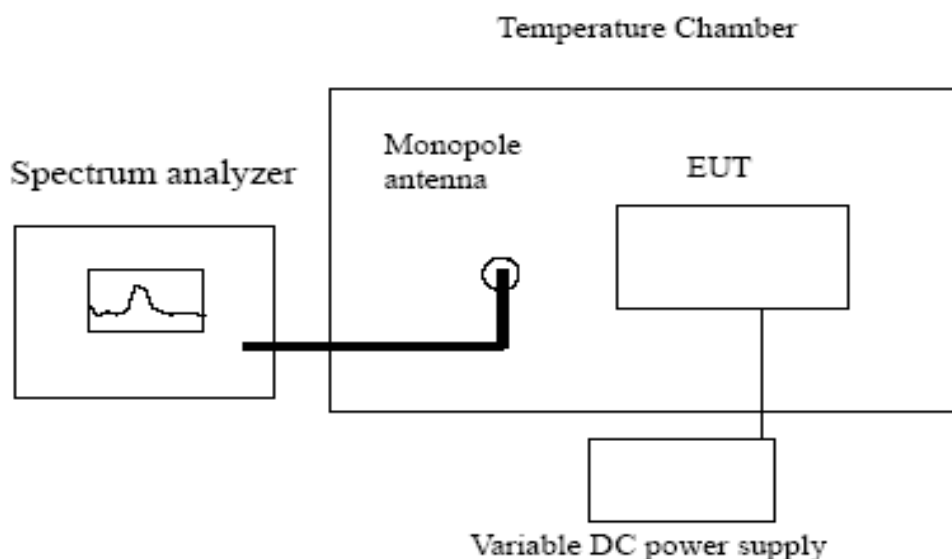 Temperature Chamber
Monopole
antenna
EUT
Spectrum analyzer
Variable DC power supply